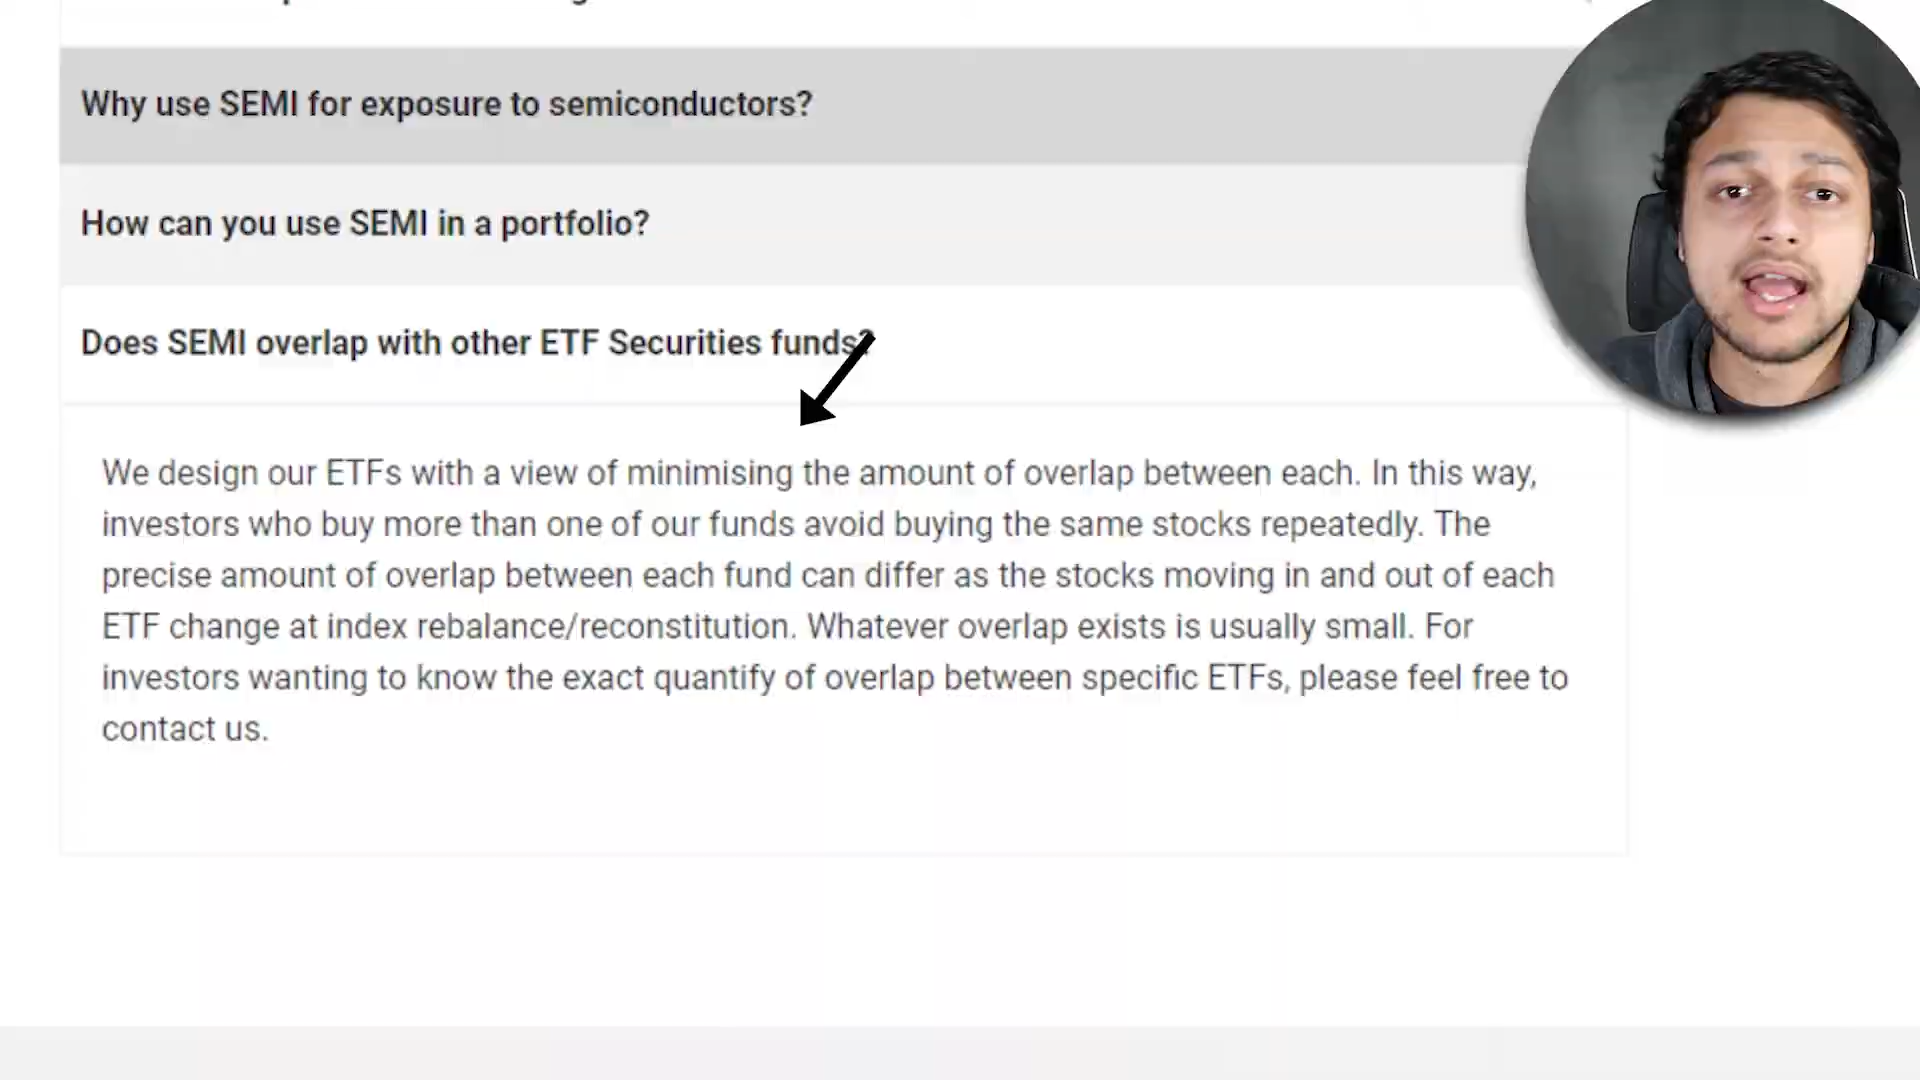 Why use SEMI for exposure to semiconductors?
How can you use SEMI in a portfolio?
Does SEMI overlap with other ETF Securities funds?
We design our ETFs with a view of minimising the amount of overlap between each. In this way,
investors who buy more than one of our funds avoid buying the same stocks repeatedly. The
precise amount of overlap between each fund can differ as the stocks moving in and out of each
ETF change at index rebalance/reconstitution. Whatever overlap exists is usually small. For
investors wanting to know the exact quantify of overlap between specific ETFs, please feel free to
contact us.